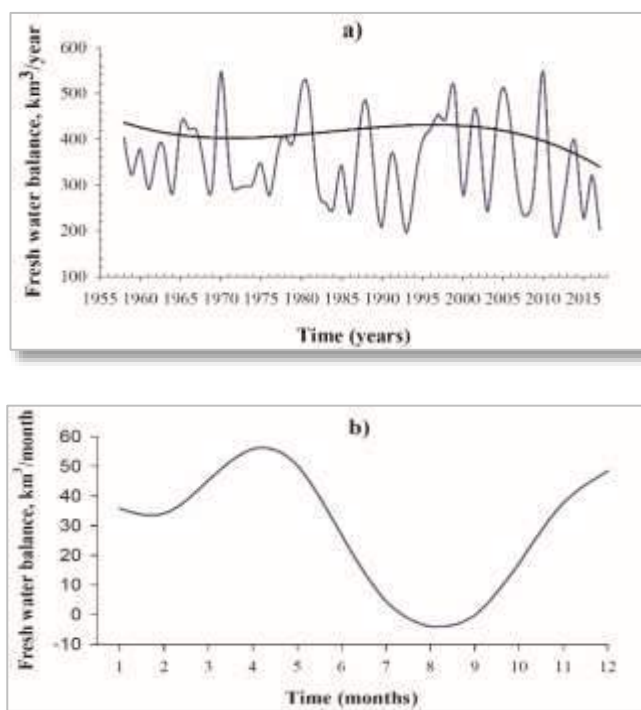 a)
Fresh water balance, km³/year
600
500
400
300
200
100
1955 1960 1965 1970 1975 1980 1985 1990 1995 2000 2005 2010 2015
Time (years)
b)
Fresh water balance, km³/month
60
50
40
30
20
10
0
-10
1 2 3 4 5 6 7 8 9 10 11 12
Time (months)